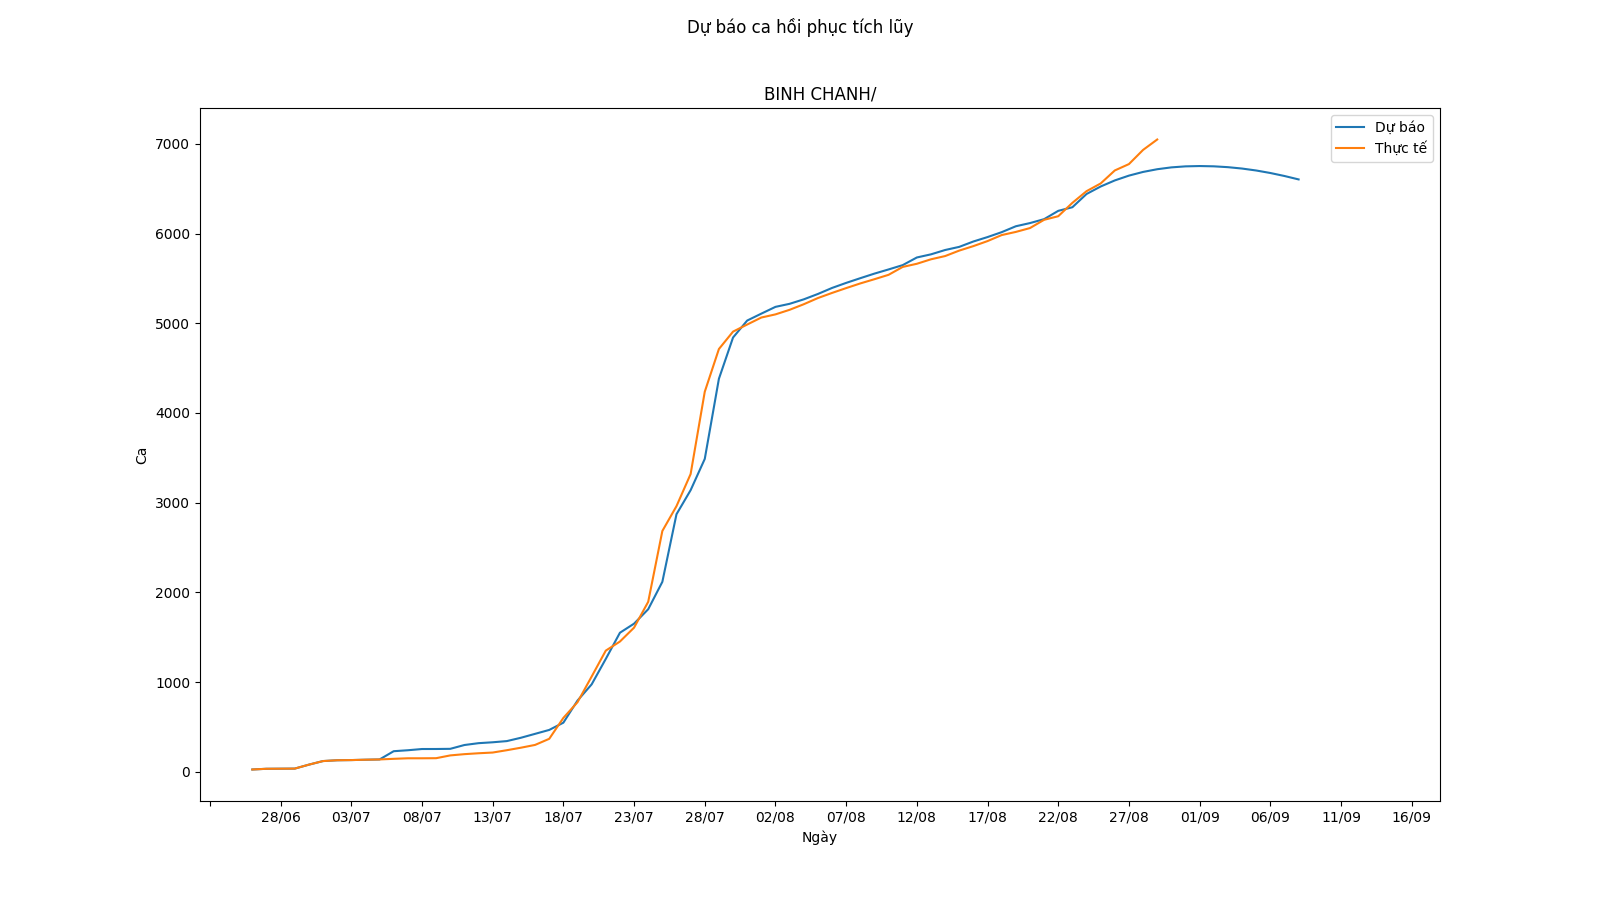 Dự báo ca hồi phục tích lũy
BINH CHANH/
Dự báo
Thực tế
7000
6000
5000
4000
3000
2000
1000
0
Ca
28/06 03/07 08/07 13/07 18/07 23/07 28/07 02/08 07/08 12/08 17/08 22/08 27/08 01/09 06/09 11/09 16/09
Ngày